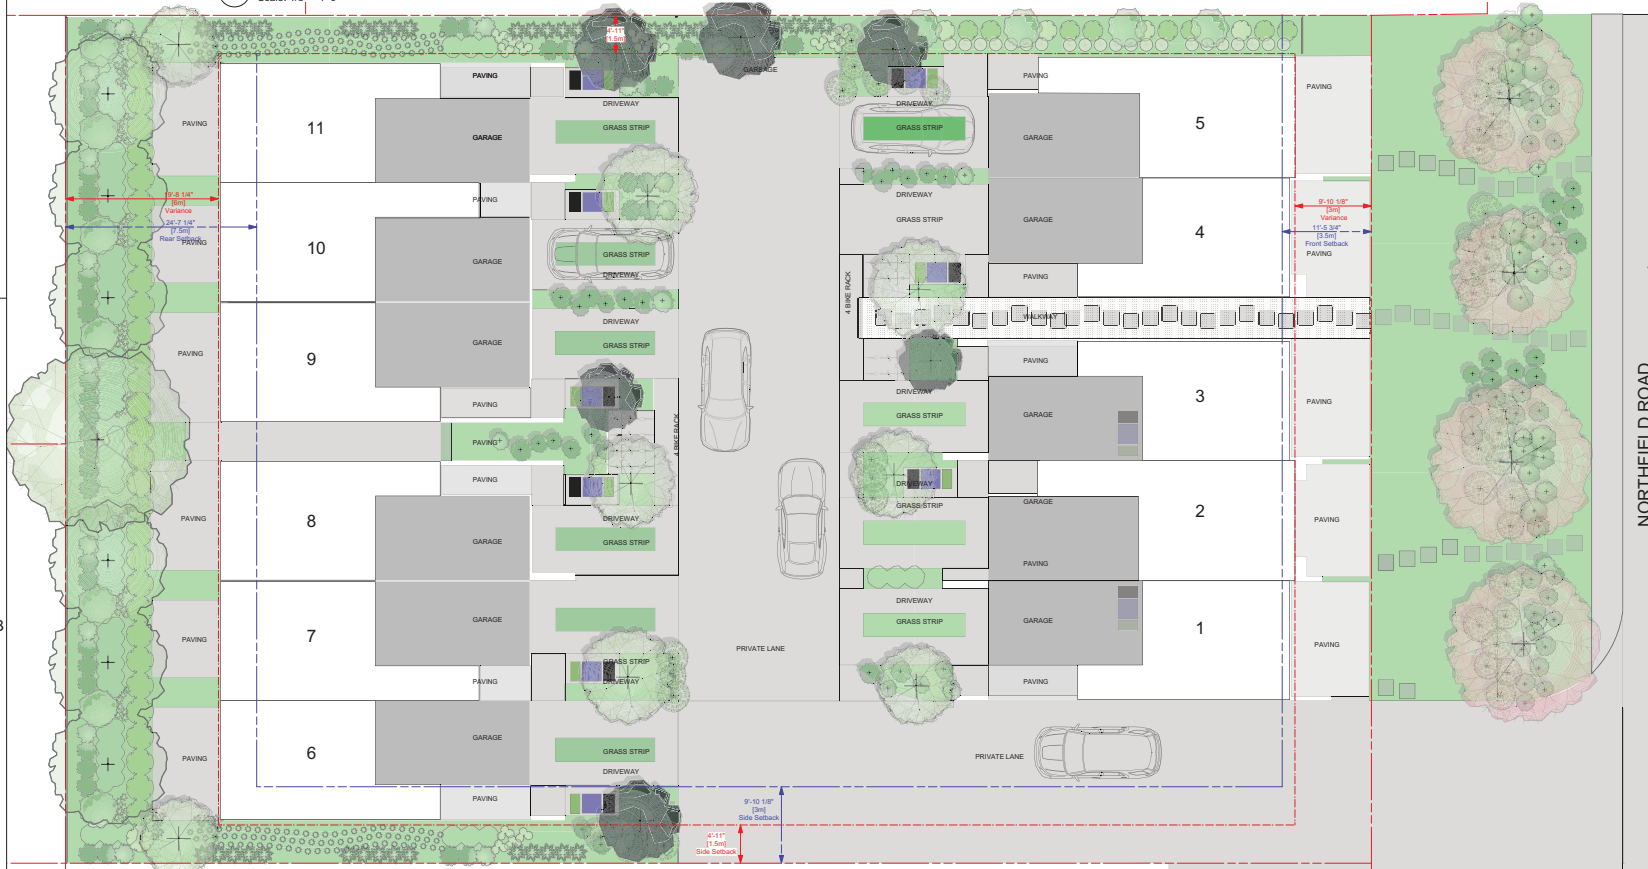 4'-11"
[1.5m]
GARBAGE
PAVING
PAVING
PAVING
DRIVEWAY
DRIVEWAY
PAVING
11
GARAGE
GRASS STRIP
GRASS STRIP
GARAGE
5
19'-8 1/4"
[6m]
Variance
PAVING
DRIVEWAY
9'-10 1/8"
[3m]
Variance
24'-7 1/4"
[7.5m]
Rear Setback
GRASS STRIP
GARAGE
4
11'-5 3/4"
[3.5m]
Front Setback
PAVING
10
GARAGE
GRASS STRIP
DRIVEWAY
PAVING
PAVING
4 BIKE RACK
WALKWAY
DRIVEWAY
PAVING
9
GARAGE
GRASS STRIP
PAVING
PAVING
DRIVEWAY
GRASS STRIP
GARAGE
3
PAVING
NORTHFIELD ROAD
PAVING
4 BIKE RACK
PAVING
DRIVEWAY
GRASS STRIP
GARAGE
2
PAVING
PAVING
8
GARAGE
DRIVEWAY
GRASS STRIP
PAVING
DRIVEWAY
GRASS STRIP
GARAGE
1
PAVING
PAVING
7
GARAGE
GRASS STRIP
DRIVEWAY
PAVING
PRIVATE LANE
PAVING
PAVING
6
GARAGE
GRASS STRIP
DRIVEWAY
PRIVATE LANE
PAVING
9'-10 1/8"
[3m]
Side Setback
4'-11"
[1.5m]
Side Setback